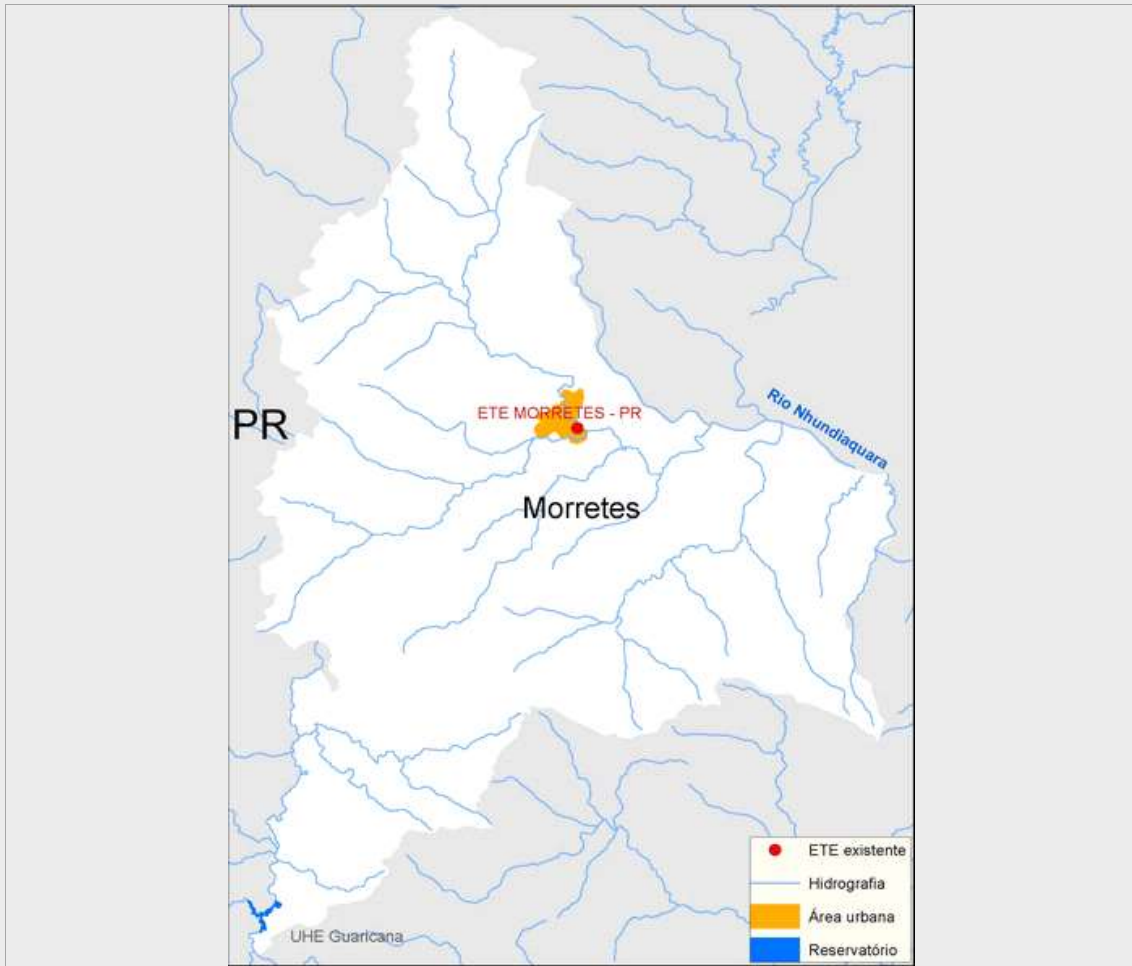 PR
ETE MORRETES - PR
Rio Nhundiaquara
Morretes
UHE Guaricana
ETE existente
Hidrografia
Área urbana
Reservatório